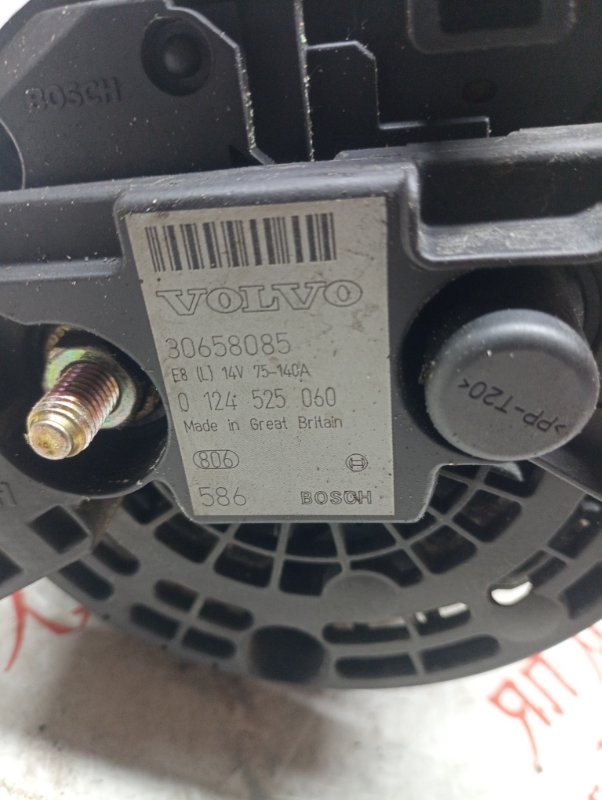 BOSCH
VOLVO
30658085
E8 (L) 14V 75-140A
0 124 525 060
Made in Great Britain
806
586 BOSCH
>PP-T20<